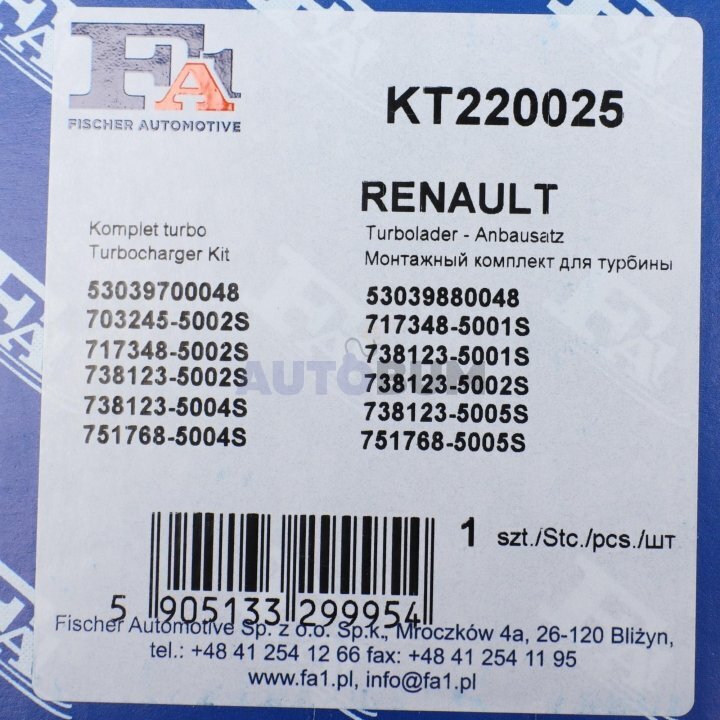 FA1
FISCHER AUTOMOTIVE
KT220025
RENAULT
Komplet turbo
Turbocharger Kit
Turbolader - Anbausatz
Монтажный комплект для турбины
53039700048 53039880048
703245-5002S 717348-5001S
717348-5002S 738123-5001S
738123-5002S 738123-5002S
738123-5004S 738123-5005S
751768-5004S 751768-5005S
AUTOBUM
1 szt./Stc./pcs./шт
5 905133 299954
Fischer Automotive Sp. z o.o. Sp.k., Mroczków 4a, 26-120 Bliżyn,
tel.: +48 41 254 12 66 fax: +48 41 254 11 95
www.fa1.pl, info@fa1.pl